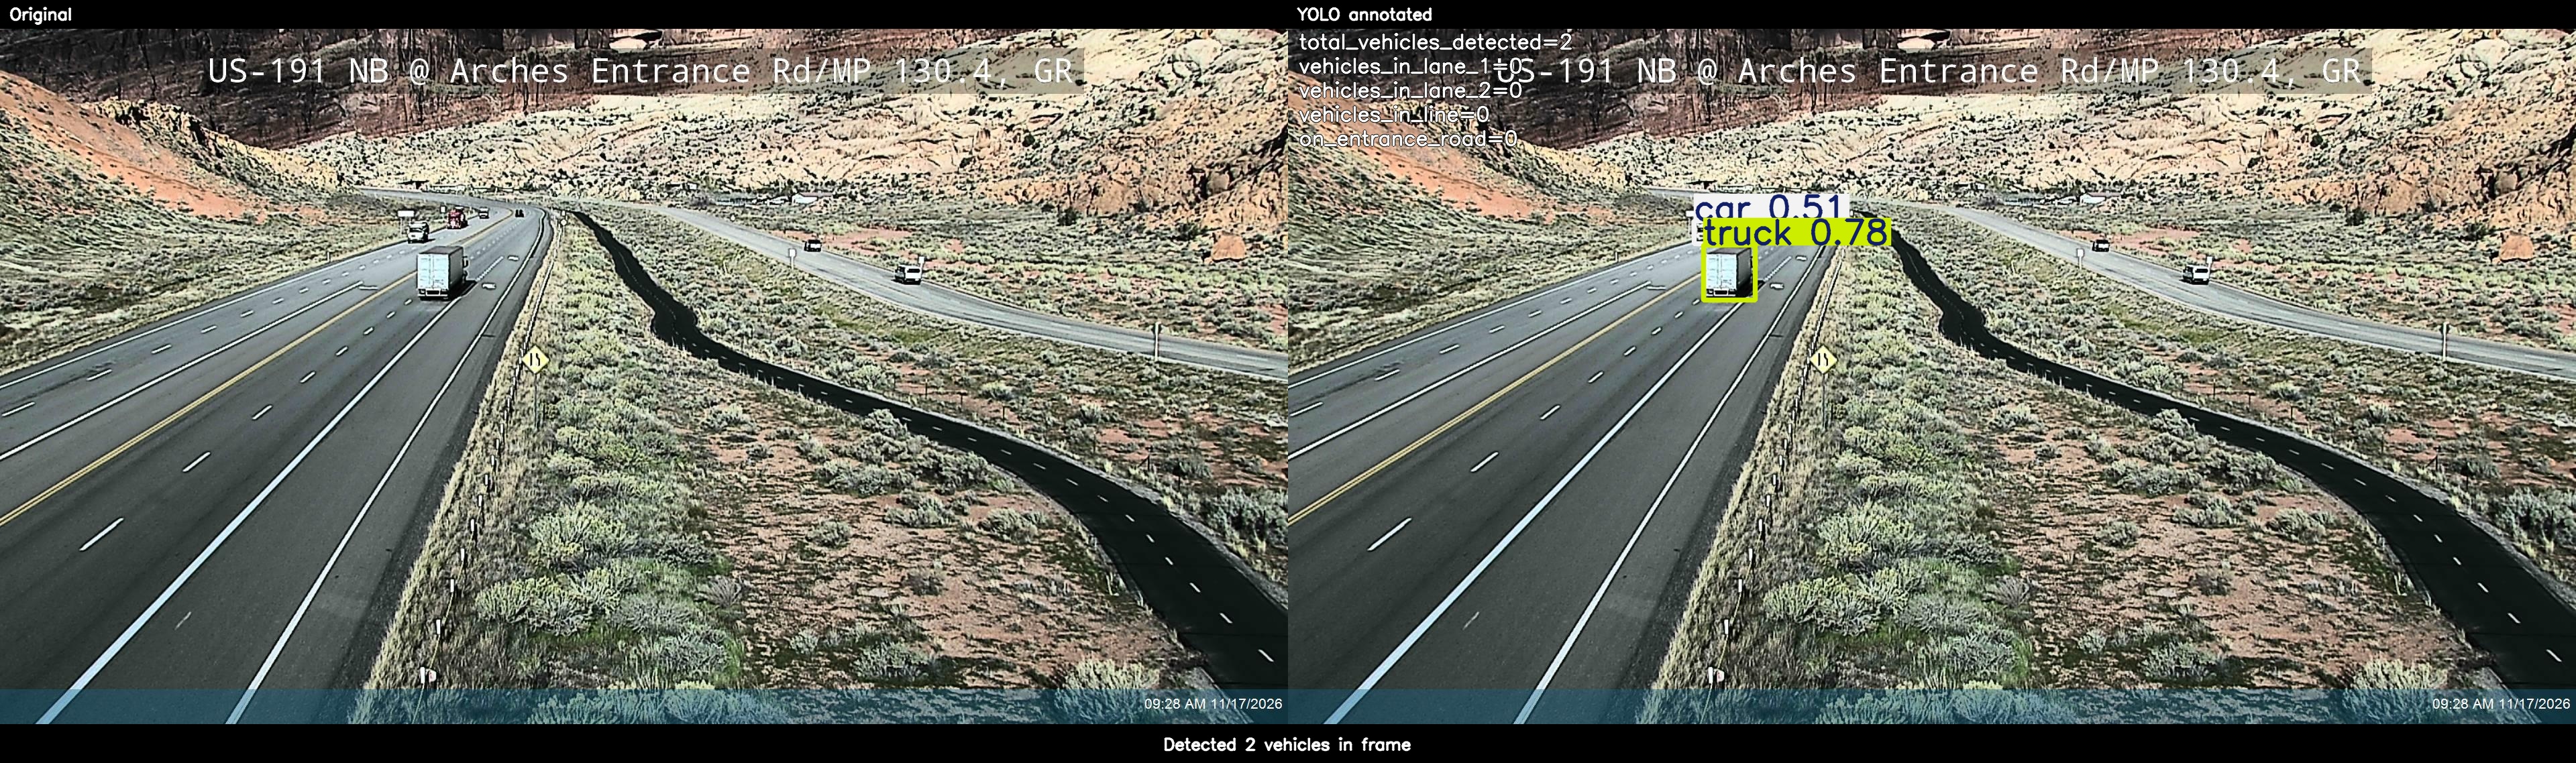 Original
US-191 NB @ Arches Entrance Rd/MP 130.4, GR
09:28 AM 11/17/2026
YOLO annotated
total_vehicles_detected=2
vehicles_in_lane_1=0
US-191 NB @ Arches Entrance Rd/MP 130.4, GR
vehicles_in_lane_2=0
vehicles_in_line=0
on_entrance_road=0
car 0.51
truck 0.78
09:28 AM 11/17/2026
Detected 2 vehicles in frame